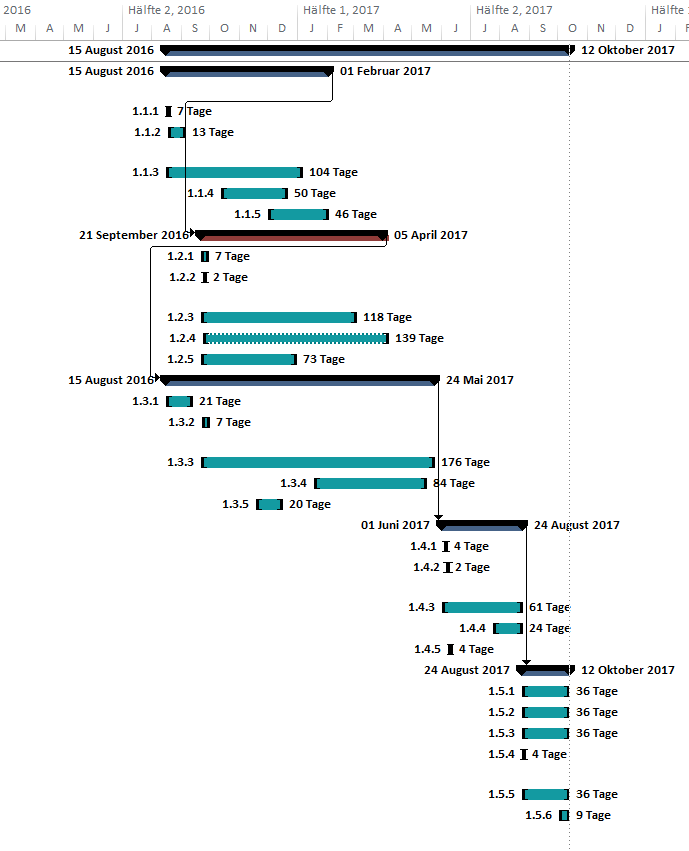 2016 Hälfte 2, 2016 Hälfte 1, 2017 Hälfte 2, 2017 Hälfte 1
M A M J J A S O N D J F M A M J J A S O N D J F
15 August 2016 12 Oktober 2017
15 August 2016 01 Februar 2017
1.1.1 7 Tage
1.1.2 13 Tage
1.1.3 104 Tage
1.1.4 50 Tage
1.1.5 46 Tage
21 September 2016 05 April 2017
1.2.1 7 Tage
1.2.2 2 Tage
1.2.3 118 Tage
1.2.4 139 Tage
1.2.5 73 Tage
15 August 2016 24 Mai 2017
1.3.1 21 Tage
1.3.2 7 Tage
1.3.3 176 Tage
1.3.4 84 Tage
1.3.5 20 Tage
01 Juni 2017 24 August 2017
1.4.1 4 Tage
1.4.2 2 Tage
1.4.3 61 Tage
1.4.4 24 Tage
1.4.5 4 Tage
24 August 2017 12 Oktober 2017
1.5.1 36 Tage
1.5.2 36 Tage
1.5.3 36 Tage
1.5.4 4 Tage
1.5.5 36 Tage
1.5.6 9 Tage